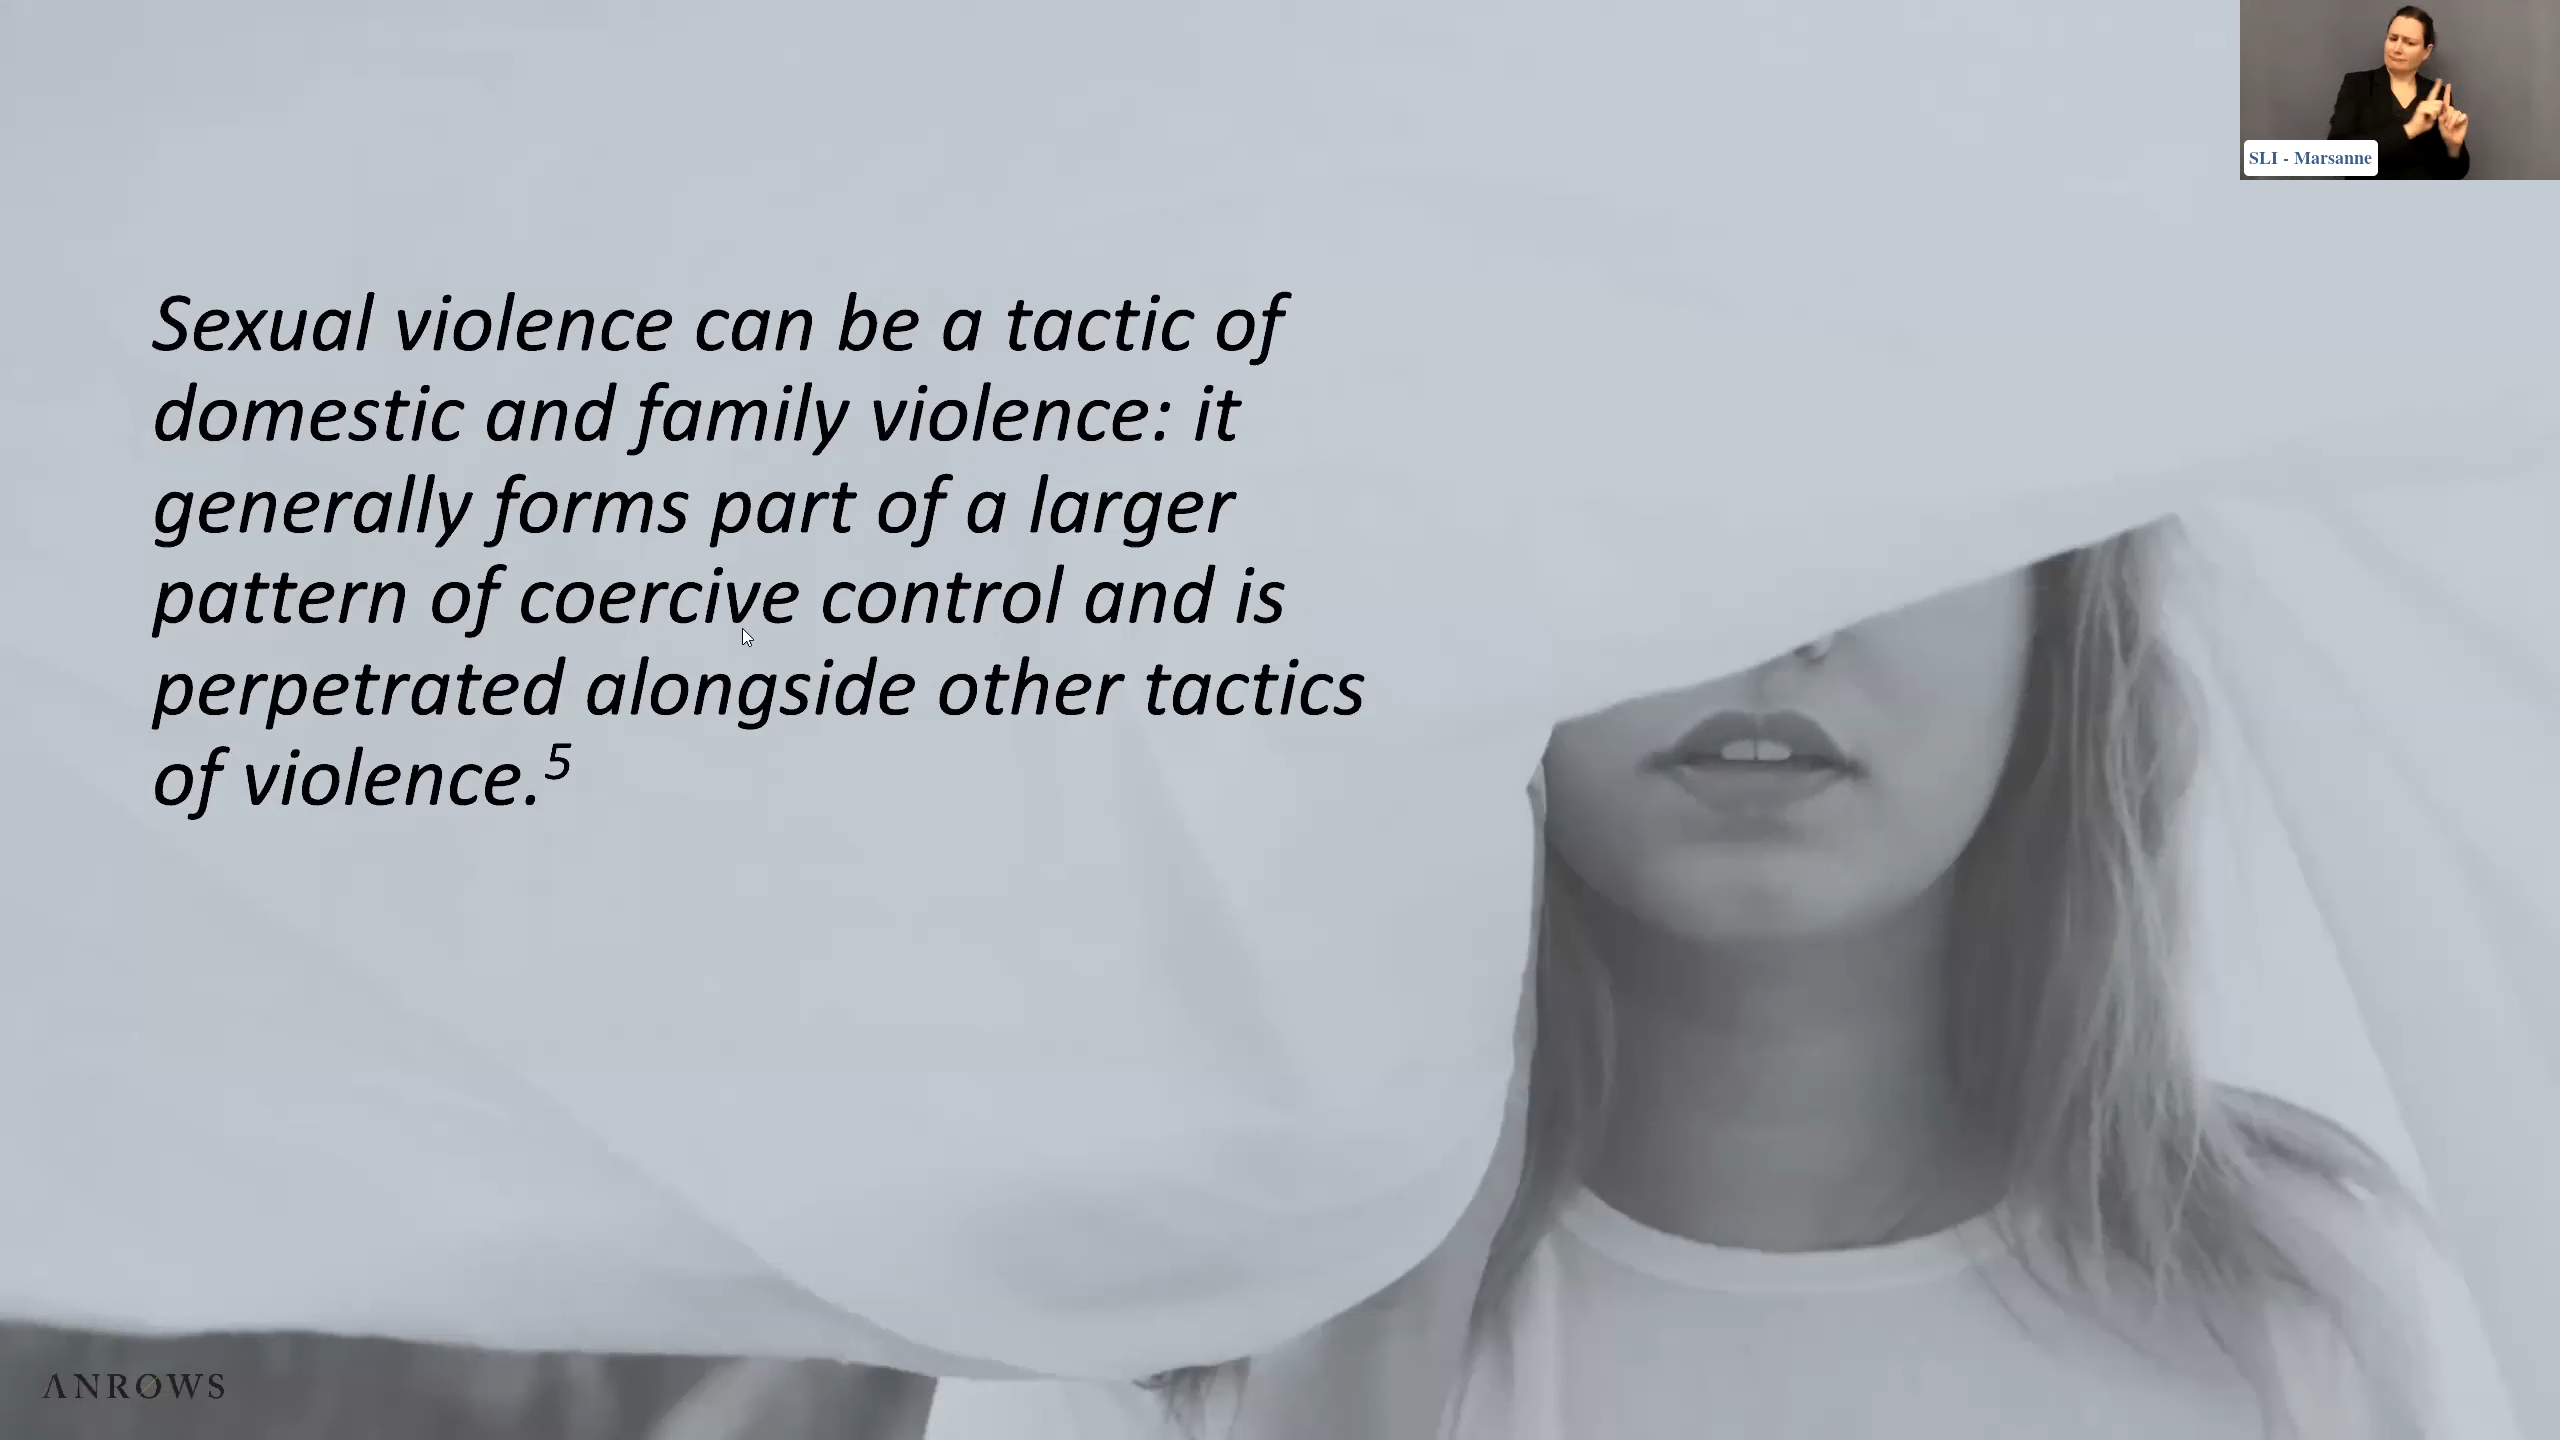 SLI - Marsanne
Sexual violence can be a tactic of
domestic and family violence: it
generally forms part of a larger
pattern of coercive control and is
perpetrated alongside other tactics
of violence.⁵
ANROWS